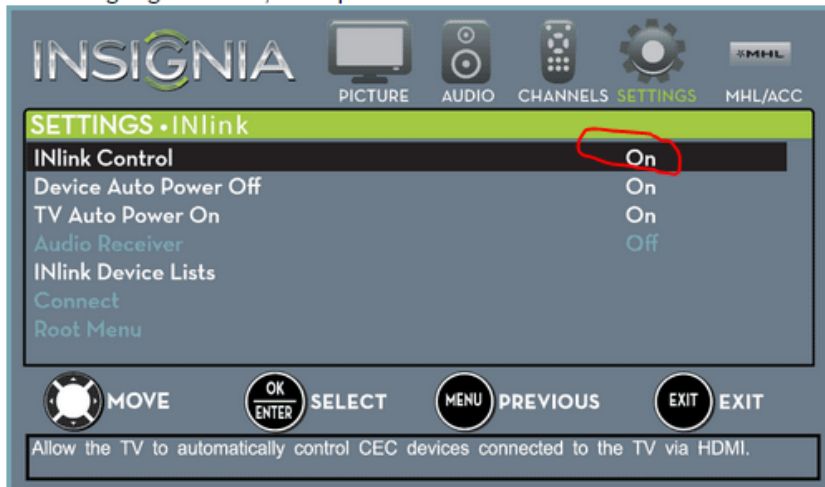 INSIGNIA
PICTURE AUDIO CHANNELS SETTINGS MHL MHL/ACC
SETTINGS • INlink
INlink Control On
Device Auto Power Off On
TV Auto Power On On
Audio Receiver Off
INlink Device Lists
Connect
Root Menu
MOVE OK ENTER SELECT MENU PREVIOUS EXIT EXIT
Allow the TV to automatically control CEC devices connected to the TV via HDMI.